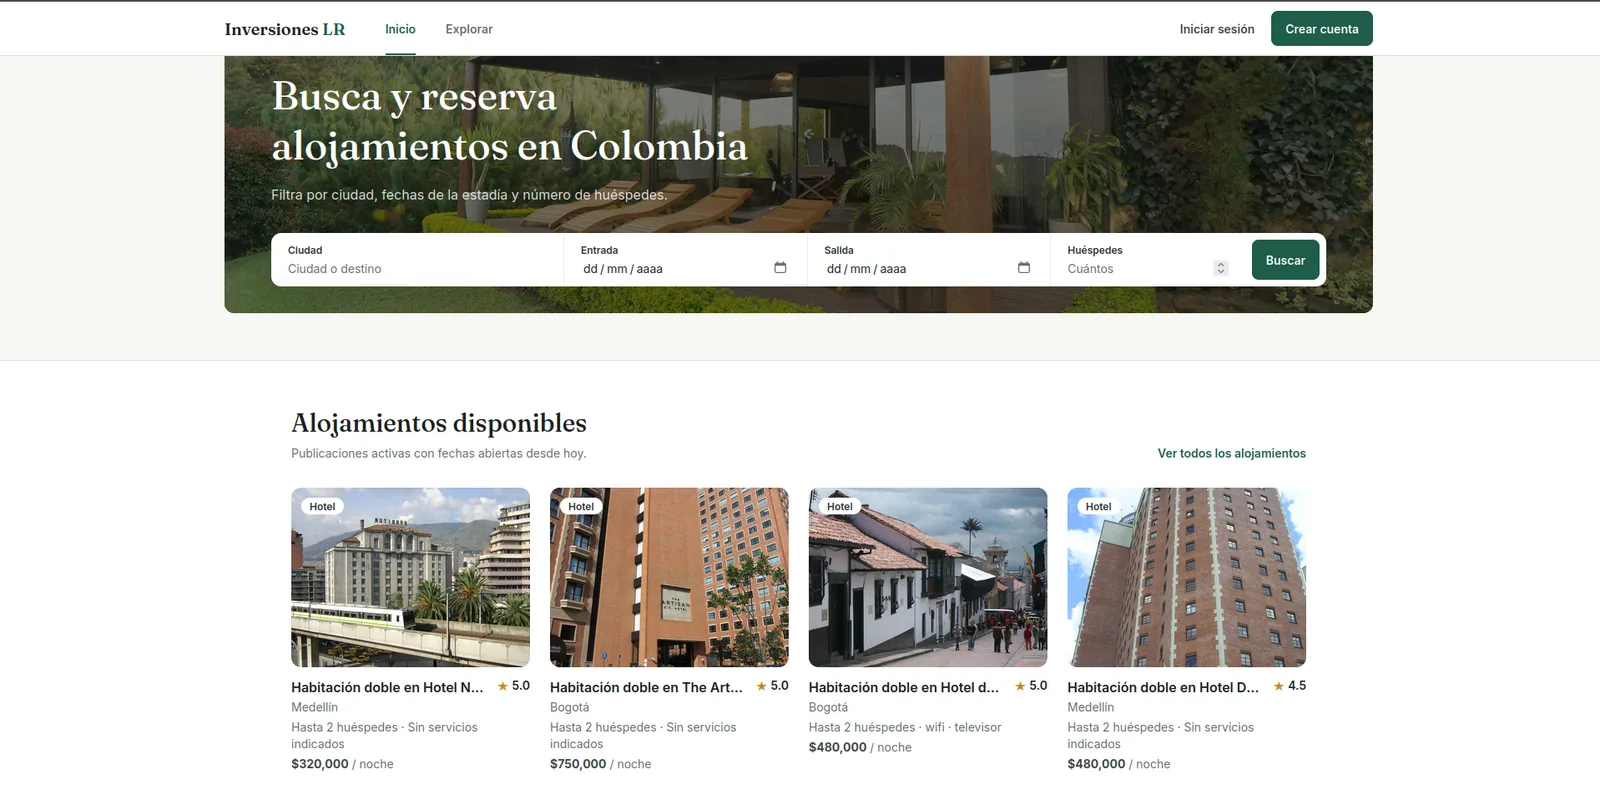 Inversiones LR
Inicio
Explorar
Iniciar sesión
Crear cuenta
Busca y reserva
alojamientos en Colombia
Filtra por ciudad, fechas de la estadía y número de huéspedes.
Ciudad
Ciudad o destino
Entrada
dd / mm / aaaa
Salida
dd / mm / aaaa
Huéspedes
Cuántos
Buscar
Alojamientos disponibles
Publicaciones activas con fechas abiertas desde hoy.
Ver todos los alojamientos
Hotel
NUTIBARA
Habitación doble en Hotel N...
★ 5.0
Medellín
Hasta 2 huéspedes · Sin servicios
indicados
$320,000 / noche
Hotel
THE
ARTISAN
D.C. HOTEL
Habitación doble en The Art...
★ 5.0
Bogotá
Hasta 2 huéspedes · Sin servicios
indicados
$750,000 / noche
Hotel
Habitación doble en Hotel d...
★ 5.0
Bogotá
Hasta 2 huéspedes · wifi · televisor
$480,000 / noche
Hotel
Habitación doble en Hotel D...
★ 4.5
Medellín
Hasta 2 huéspedes · Sin servicios
indicados
$480,000 / noche